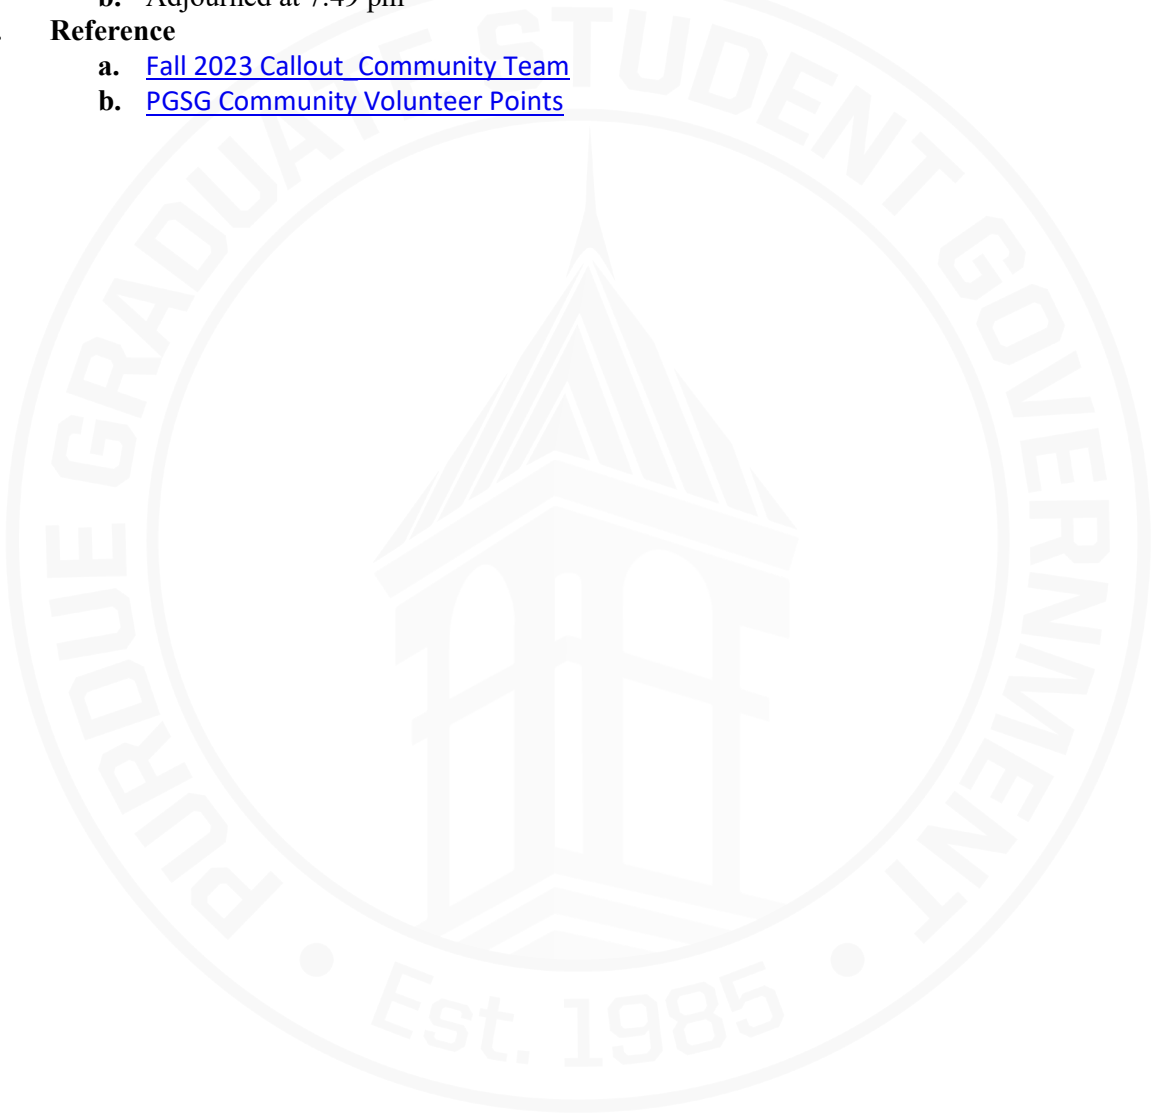 b. Adjourned at 7:49 pm
Reference
a. Fall 2023 Callout_Community Team
b. PGSG Community Volunteer Points
PURDUE GRADUATE STUDENT GOVERNMENT
Est. 1985